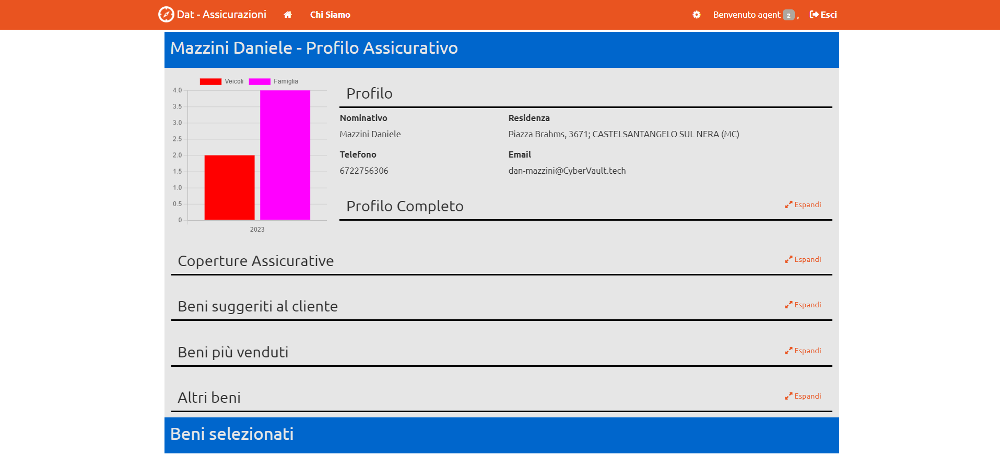 Dat - Assicurazioni
Chi Siamo
Benvenuto agent 2 ,
Esci
Mazzini Daniele - Profilo Assicurativo
Veicoli
Famiglia
4.0
3.5
3.0
2.5
2.0
1.5
1.0
0.5
0
2023
Profilo
Nominativo
Residenza
Mazzini Daniele
Piazza Brahms, 3671; CASTELSANTANGELO SUL NERA (MC)
Telefono
Email
6722756306
dan-mazzini@CyberVault.tech
Profilo Completo
Espandi
Coperture Assicurative
Espandi
Beni suggeriti al cliente
Espandi
Beni più venduti
Espandi
Altri beni
Espandi
Beni selezionati